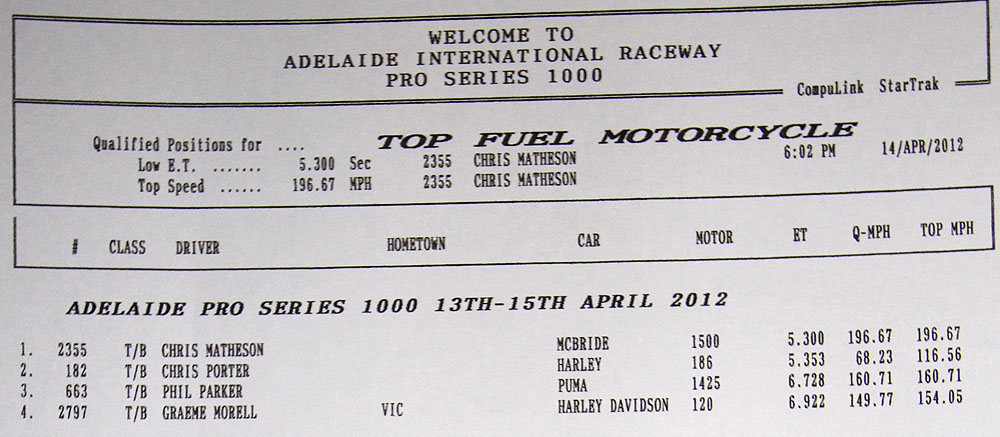 WELCOME TO
ADELAIDE INTERNATIONAL RACEWAY
PRO SERIES 1000
CompuLink StarTrak
Qualified Positions for .... TOP FUEL MOTORCYCLE
Low E.T. ....... 5.300 Sec 2355 CHRIS MATHESON 6:02 PM 14/APR/2012
Top Speed ...... 196.67 MPH 2355 CHRIS MATHESON
# CLASS DRIVER HOMETOWN CAR MOTOR ET Q-MPH TOP MPH
ADELAIDE PRO SERIES 1000 13TH-15TH APRIL 2012
1. 2355 T/B CHRIS MATHESON MCBRIDE 1500 5.300 196.67 196.67
2. 182 T/B CHRIS PORTER HARLEY 186 5.353 68.23 116.56
3. 663 T/B PHIL PARKER PUMA 1425 6.728 160.71 160.71
4. 2797 T/B GRAEME MORELL VIC HARLEY DAVIDSON 120 6.922 149.77 154.05